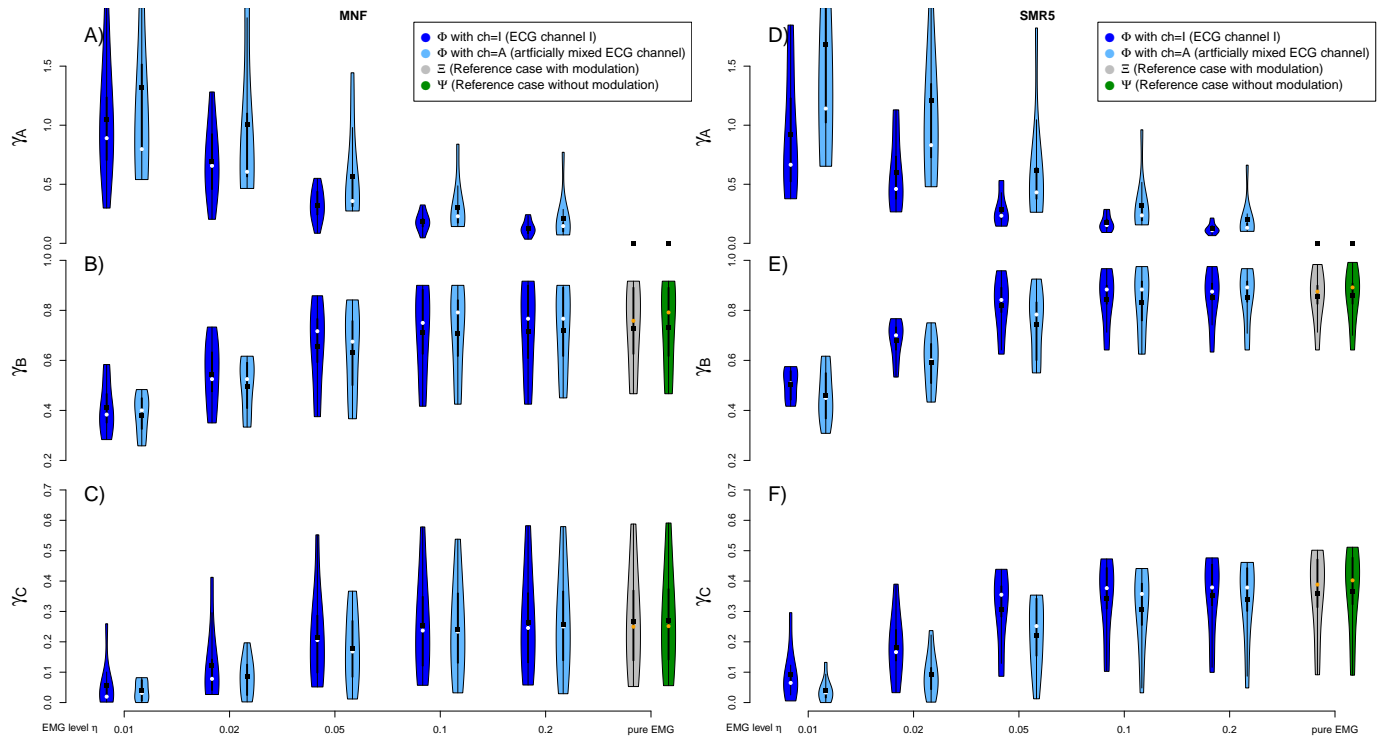 MNF
A)
Φ with ch=I (ECG channel I)
Φ with ch=A (artficially mixed ECG channel)
Ξ (Reference case with modulation)
Ψ (Reference case without modulation)
γA
1.5
1.0
0.5
0.0
B)
γB
1.0
0.8
0.6
0.4
0.2
C)
γC
0.7
0.6
0.5
0.4
0.3
0.2
0.1
0.0
EMG level η
0.01
0.02
0.05
0.1
0.2
pure EMG
SMR5
D)
Φ with ch=I (ECG channel I)
Φ with ch=A (artficially mixed ECG channel)
Ξ (Reference case with modulation)
Ψ (Reference case without modulation)
γA
1.5
1.0
0.5
0.0
E)
γB
1.0
0.8
0.6
0.4
0.2
F)
γC
0.7
0.6
0.5
0.4
0.3
0.2
0.1
0.0
EMG level η
0.01
0.02
0.05
0.1
0.2
pure EMG